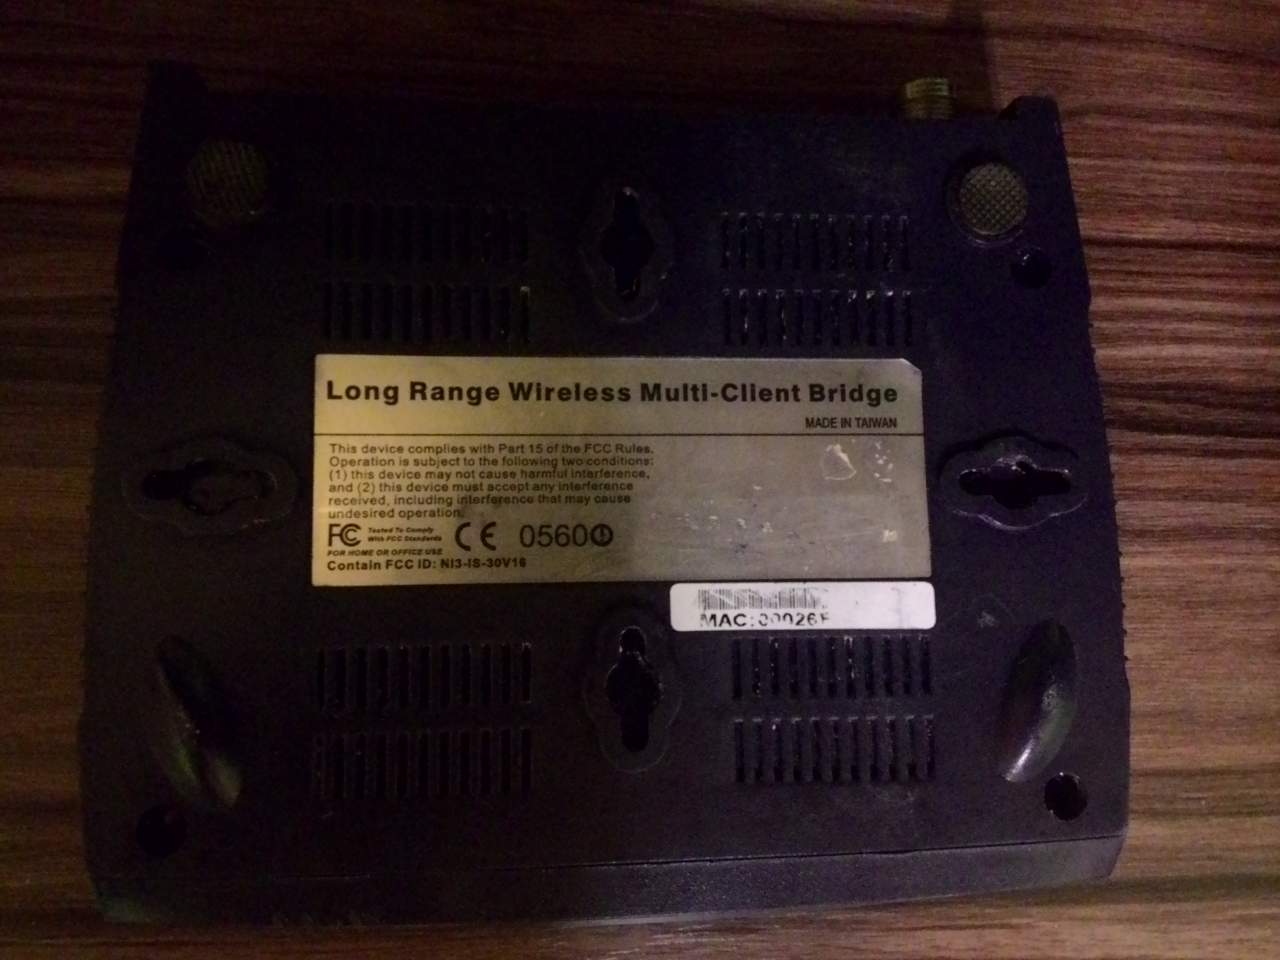 Long Range Wireless Multi-Client Bridge
MADE IN TAIWAN
This device complies with Part 15 of the FCC Rules.
Operation is subject to the following two conditions:
(1) this device may not cause harmful interference,
and (2) this device must accept any interference
received, including interference that may cause
undesired operation.
FC Tested To Comply
With FCC Standards
CE 0560
FOR HOME OR OFFICE USE
Contain FCC ID: NI3-IS-30V16
MAC: